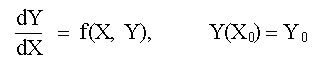 dY/dX = f(X, Y), Y(X₀) = Y₀